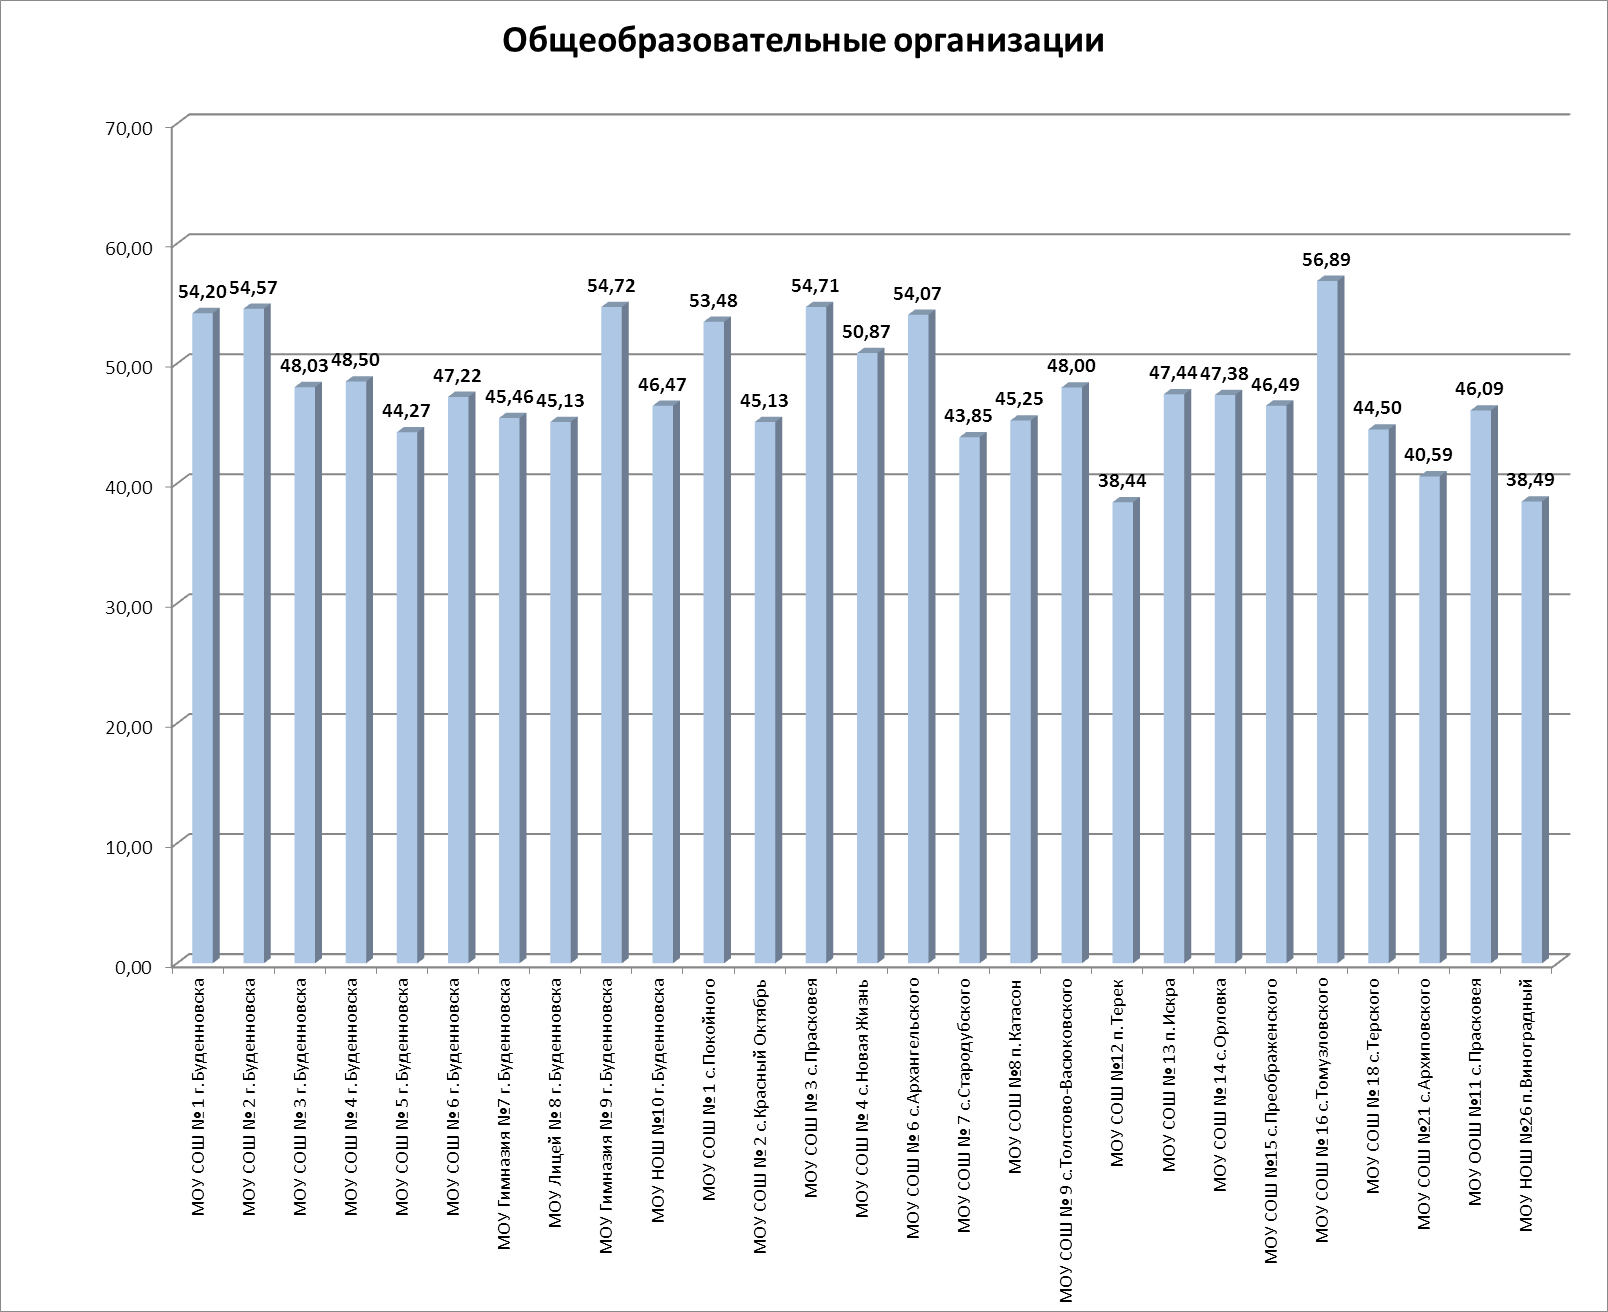 Общеобразовательные организации
70,00
60,00
50,00
40,00
30,00
20,00
10,00
0,00
54,20
54,57
48,03
48,50
44,27
47,22
45,46
45,13
54,72
46,47
53,48
45,13
54,71
50,87
54,07
43,85
45,25
48,00
38,44
47,44
47,38
46,49
56,89
44,50
40,59
46,09
38,49
МОУ СОШ № 1 г.Буденновска
МОУ СОШ № 2 г.Буденновска
МОУ СОШ № 3 г.Буденновска
МОУ СОШ № 4 г.Буденновска
МОУ СОШ № 5 г.Буденновска
МОУ СОШ № 6 г.Буденновска
МОУ Гимназия №7 г.Буденновска
МОУ Лицей № 8 г.Буденновска
МОУ Гимназия № 9 г.Буденновска
МОУ НОШ №10 г.Буденновска
МОУ СОШ № 1 с.Покойного
МОУ СОШ № 2 с.Красный Октябрь
МОУ СОШ № 3 с.Прасковея
МОУ СОШ № 4 с.Новая Жизнь
МОУ СОШ № 6 с.Архангельского
МОУ СОШ № 7 с.Стародубского
МОУ СОШ №8 п.Катасон
МОУ СОШ № 9 с.Толстово-Васюковского
МОУ СОШ №12 п.Терек
МОУ СОШ № 13 п.Искра
МОУ СОШ № 14 с.Орловка
МОУ СОШ №15 с.Преображенского
МОУ СОШ № 16 с.Томузловского
МОУ СОШ № 18 с.Терского
МОУ СОШ №21 с.Архиповского
МОУ ООШ №11 с.Прасковея
МОУ НОШ №26 п.Виноградный